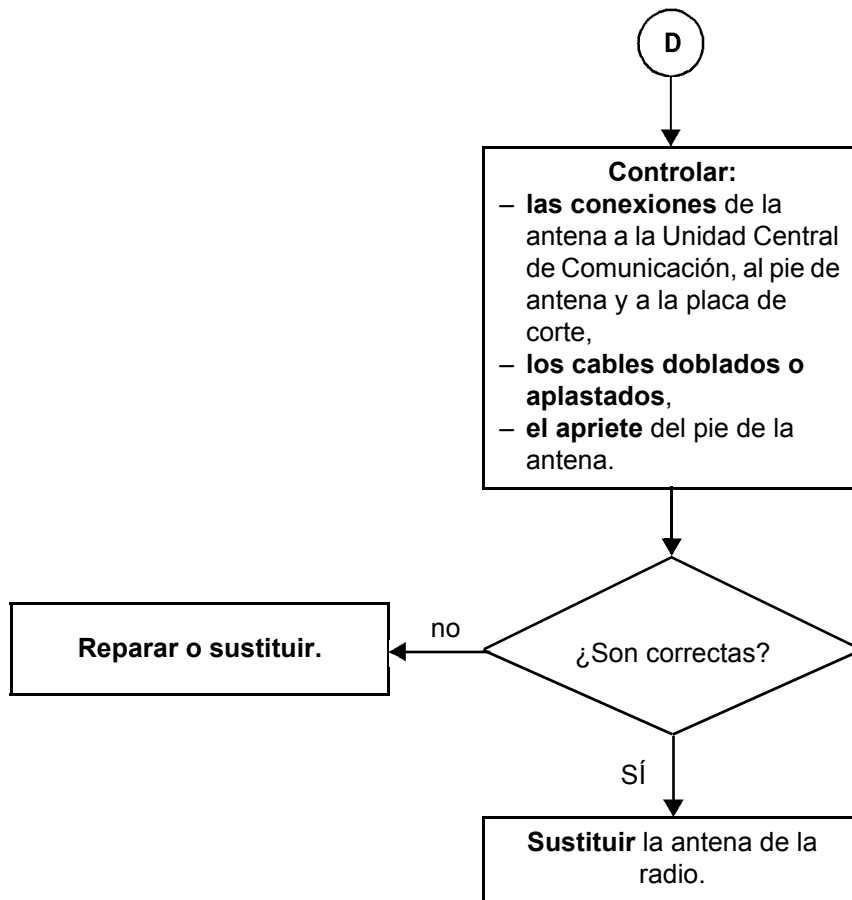 D
Controlar:
– las conexiones de la
antena a la Unidad Central
de Comunicación, al pie de
antena y a la placa de
corte,
– los cables doblados o
aplastados,
– el apriete del pie de la
antena.
Reparar o sustituir.
no
¿Son correctas?
SÍ
Sustituir la antena de la
radio.